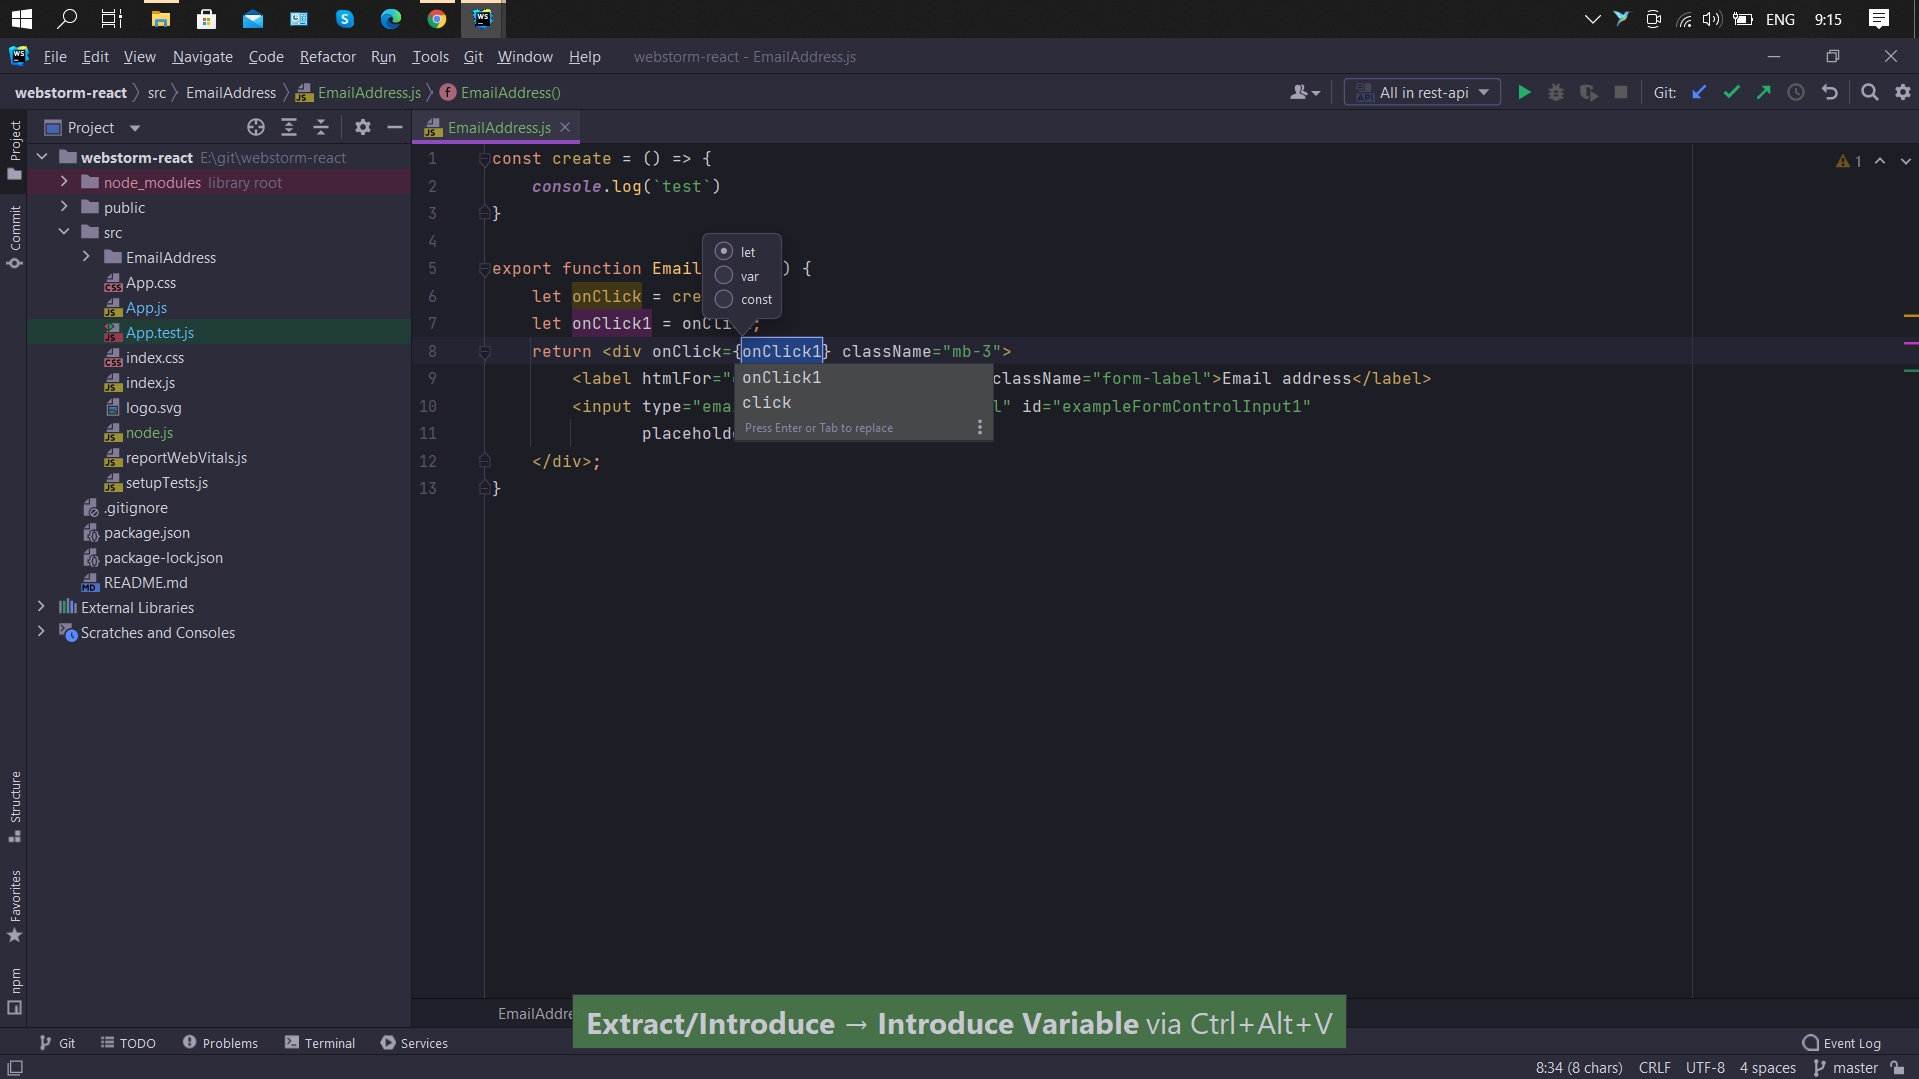 ENG 9:15
WS File Edit View Navigate Code Refactor Run Tools Git Window Help webstorm-react - EmailAddress.js
webstorm-react src EmailAddress EmailAddress.js EmailAddress() All in rest-api Git:
Project
EmailAddress.js
webstorm-react E:\git\webstorm-react
node_modules library root
public
src
EmailAddress
App.css
App.js
App.test.js
index.css
index.js
logo.svg
node.js
reportWebVitals.js
setupTests.js
.gitignore
package.json
package-lock.json
README.md
External Libraries
Scratches and Consoles
Project
Commit
Structure
Favorites
npm
1 const create = () => {
2 console.log(`test`)
3 }
4
5 export function Email ) {
6 let onClick = cre
7 let onClick1 = onCli ;
8 return <div onClick={onClick1} className="mb-3">
9 <label htmlFor=" className="form-label">Email address</label>
10 <input type="ema l" id="exampleFormControlInput1"
11 placehold
12 </div>;
13 }
let
var
const
onClick1
click
Press Enter or Tab to replace
1
EmailAddre
Extract/Introduce → Introduce Variable via Ctrl+Alt+V
Git TODO Problems Terminal Services Event Log
8:34 (8 chars) CRLF UTF-8 4 spaces master